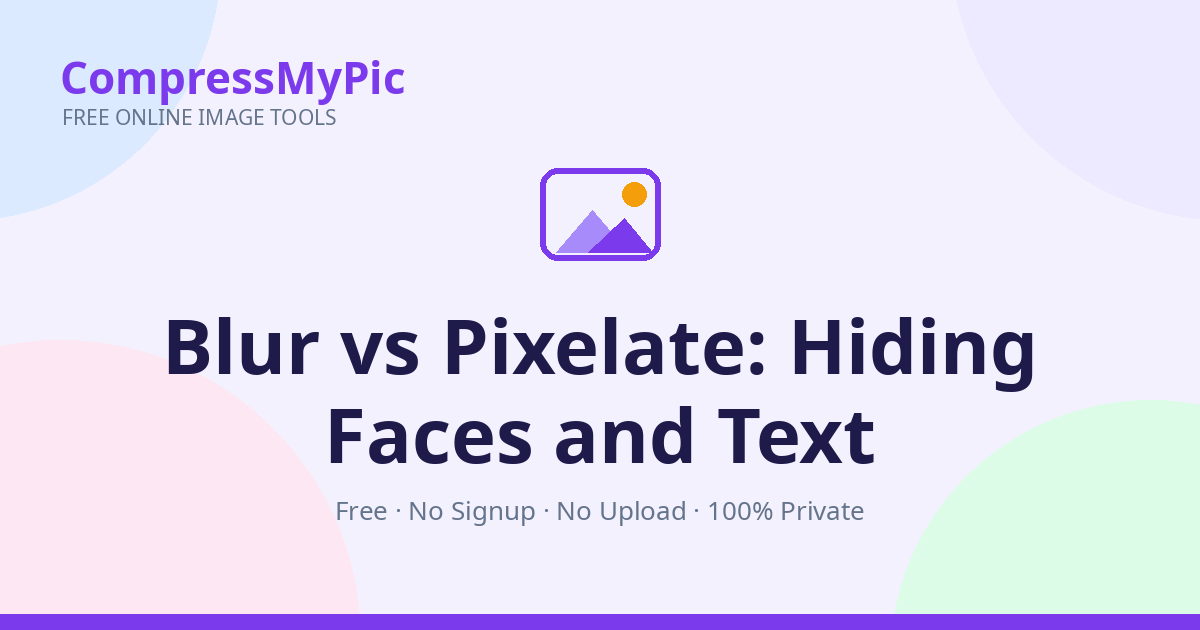 CompressMyPic
FREE ONLINE IMAGE TOOLS
Blur vs Pixelate: Hiding
Faces and Text
Free · No Signup · No Upload · 100% Private